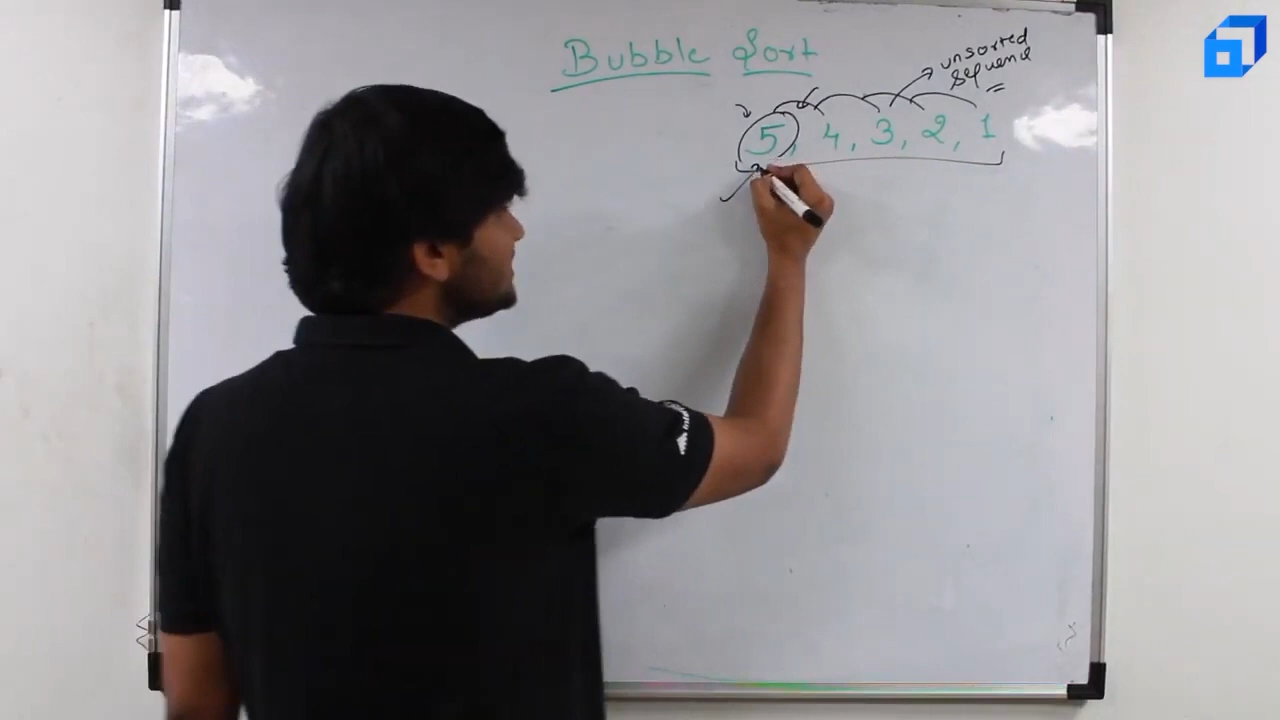 Bubble Sort
unsorted
sequence
5, 4, 3, 2, 1